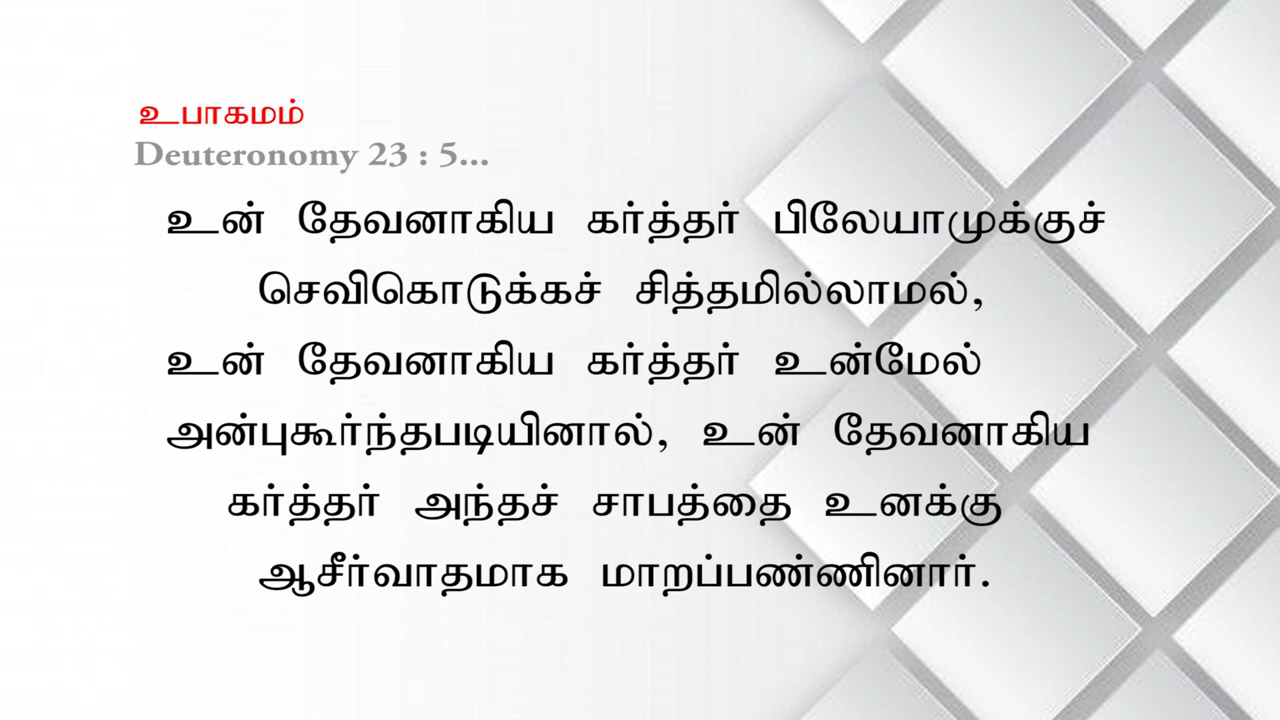 உபாகமம்
Deuteronomy 23 : 5...
உன் தேவனாகிய கர்த்தர் பிலேயாமுக்குச்
செவிகொடுக்கச் சித்தமில்லாமல்,
உன் தேவனாகிய கர்த்தர் உன்மேல்
அன்புகூர்ந்தபடியினால், உன் தேவனாகிய
கர்த்தர் அந்தச் சாபத்தை உனக்கு
ஆசீர்வாதமாக மாறப்பண்ணினார்.